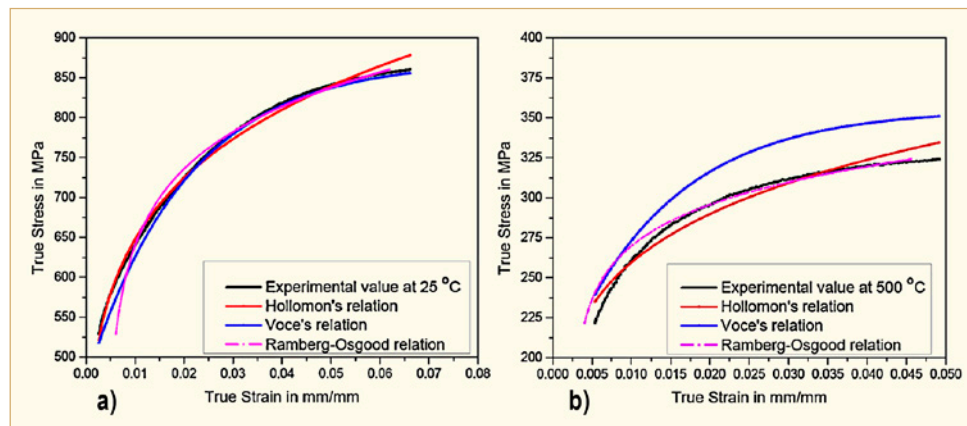 900
850
800
750
700
650
600
550
500
True Stress in MPa
Experimental value at 25 °C
Hollomon's relation
Voce's relation
Ramberg-Osgood relation
0.00 0.01 0.02 0.03 0.04 0.05 0.06 0.07 0.08
a)
True Strain in mm/mm
400
375
350
325
300
275
250
225
200
True Stress in MPa
Experimental value at 500 °C
Hollomon's relation
Voce's relation
Ramberg-Osgood relation
0.000 0.005 0.010 0.015 0.020 0.025 0.030 0.035 0.040 0.045 0.050
b)
True Strain in mm/mm